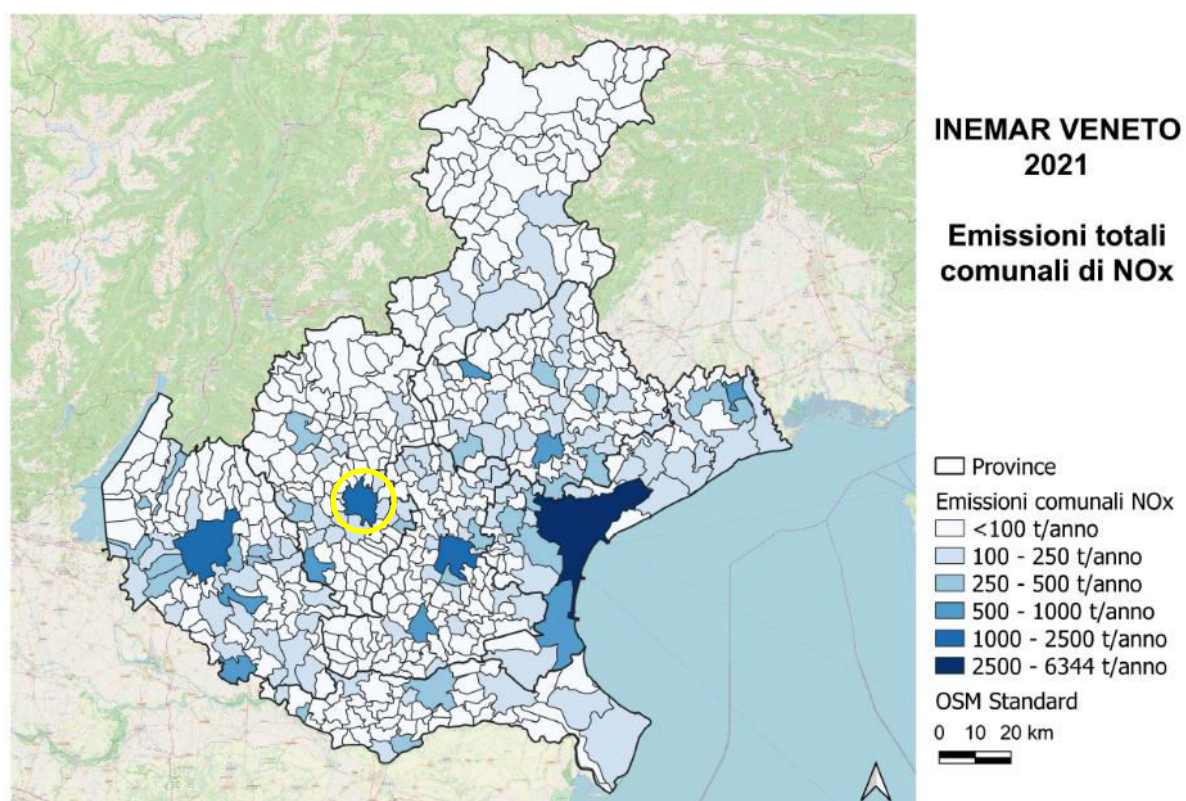 INEMAR VENETO
2021
Emissioni totali
comunali di NOx
Province
Emissioni comunali NOx
<100 t/anno
100 - 250 t/anno
250 - 500 t/anno
500 - 1000 t/anno
1000 - 2500 t/anno
2500 - 6344 t/anno
OSM Standard
0 10 20 km